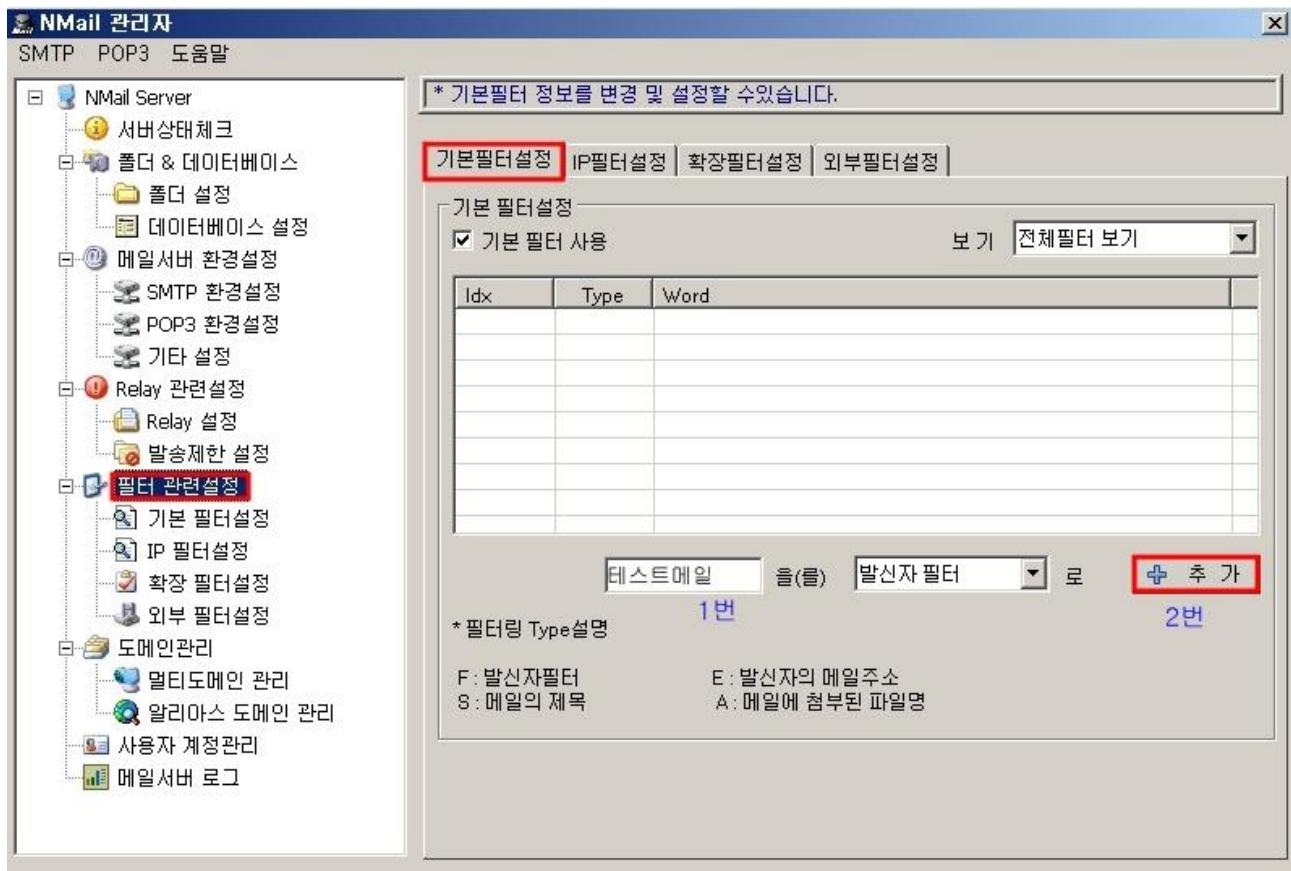 NMail 관리자
SMTP POP3 도움말
NMail Server
서버상태체크
폴더 & 데이터베이스
폴더 설정
데이터베이스 설정
메일서버 환경설정
SMTP 환경설정
POP3 환경설정
기타 설정
Relay 관련설정
Relay 설정
발송제한 설정
필터 관련설정
기본 필터설정
IP 필터설정
확장 필터설정
외부 필터설정
도메인관리
멀티도메인 관리
알리아스 도메인 관리
사용자 계정관리
메일서버 로그
* 기본필터 정보를 변경 및 설정할 수있습니다.
기본필터설정 IP필터설정 확장필터설정 외부필터설정
기본 필터설정
기본 필터 사용 보 기 전체필터 보기
Idx Type Word
테스트메일 을(를) 발신자 필터 로 추 가
1번 2번
* 필터링 Type설명
F : 발신자필터 E : 발신자의 메일주소
S : 메일의 제목 A : 메일에 첨부된 파일명